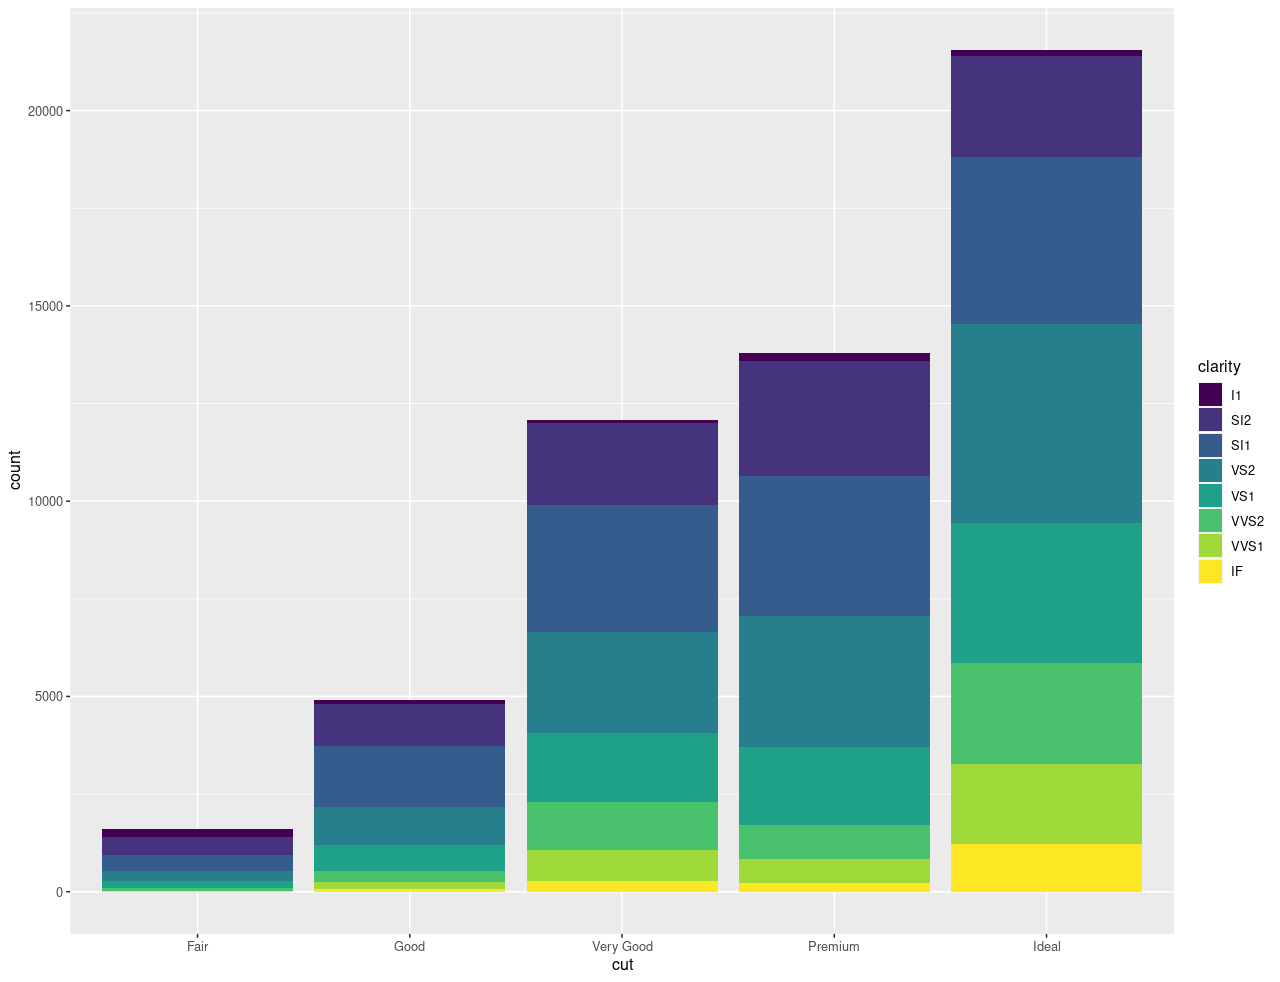 20000
15000
10000
5000
0
count
Fair
Good
Very Good
Premium
Ideal
cut
clarity
I1
SI2
SI1
VS2
VS1
VVS2
VVS1
IF